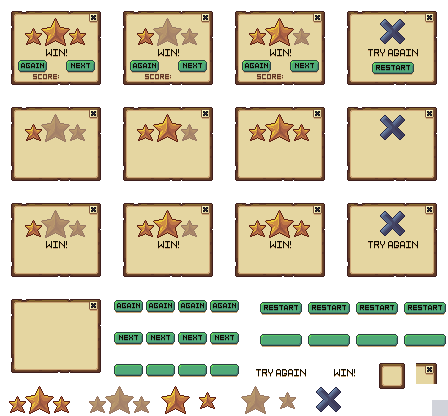 WIN! WIN! WIN! TRY AGAIN
AGAIN NEXT AGAIN NEXT AGAIN NEXT RESTART
SCORE: SCORE: SCORE:
WIN! WIN! WIN! TRY AGAIN
AGAIN AGAIN AGAIN AGAIN RESTART RESTART RESTART RESTART
NEXT NEXT NEXT NEXT
TRY AGAIN WIN!